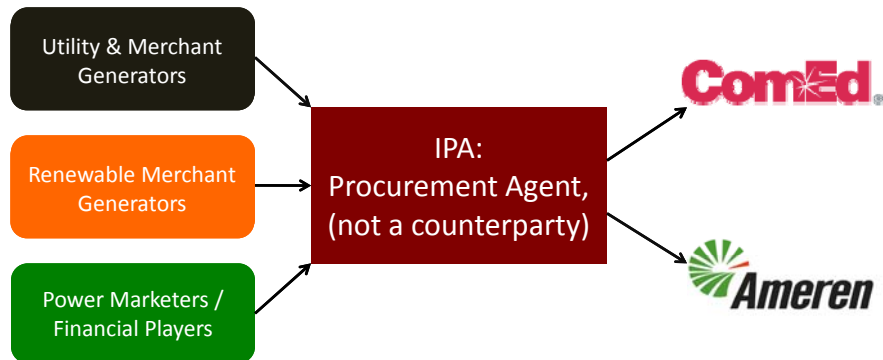 Utility & Merchant
Generators
Renewable Merchant
Generators
Power Marketers /
Financial Players
IPA:
Procurement Agent,
(not a counterparty)
ComEd®
Ameren